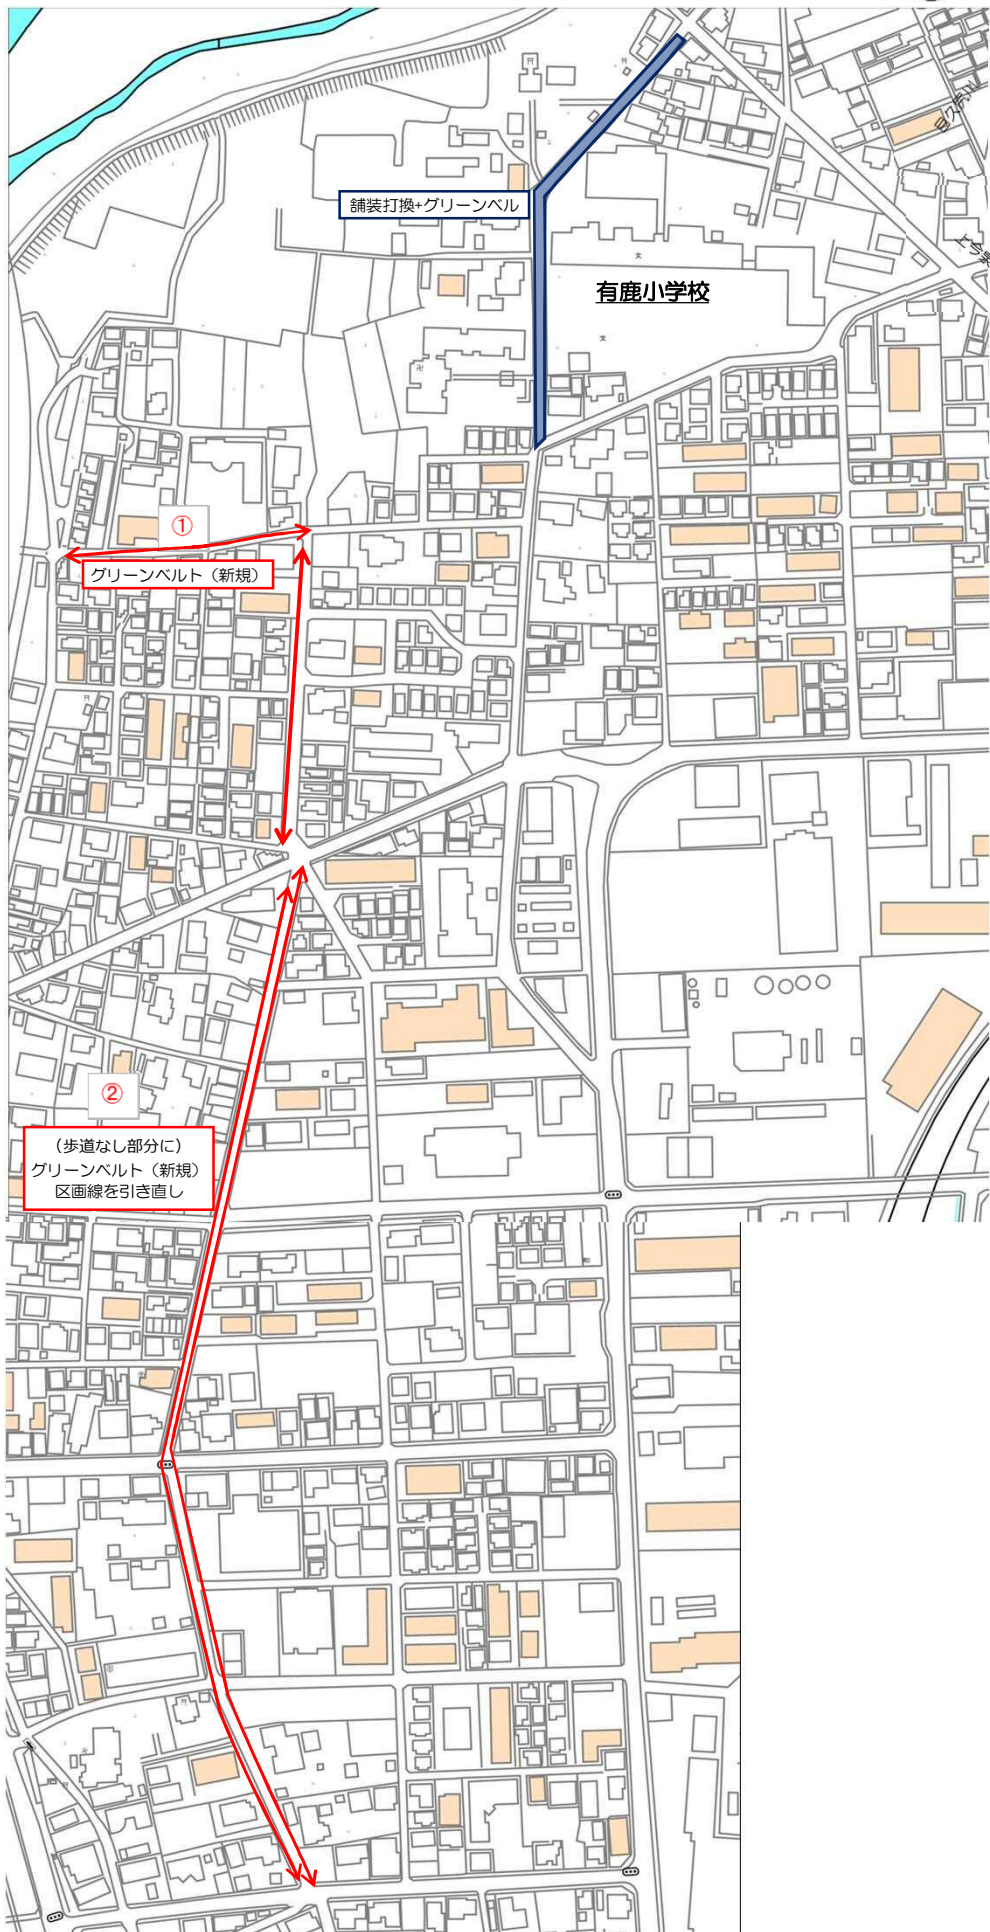 舗装打換+グリーンベル
有鹿小学校
①
グリーンベルト（新規）
②
（歩道なし部分に）
グリーンベルト（新規）
区画線を引き直し